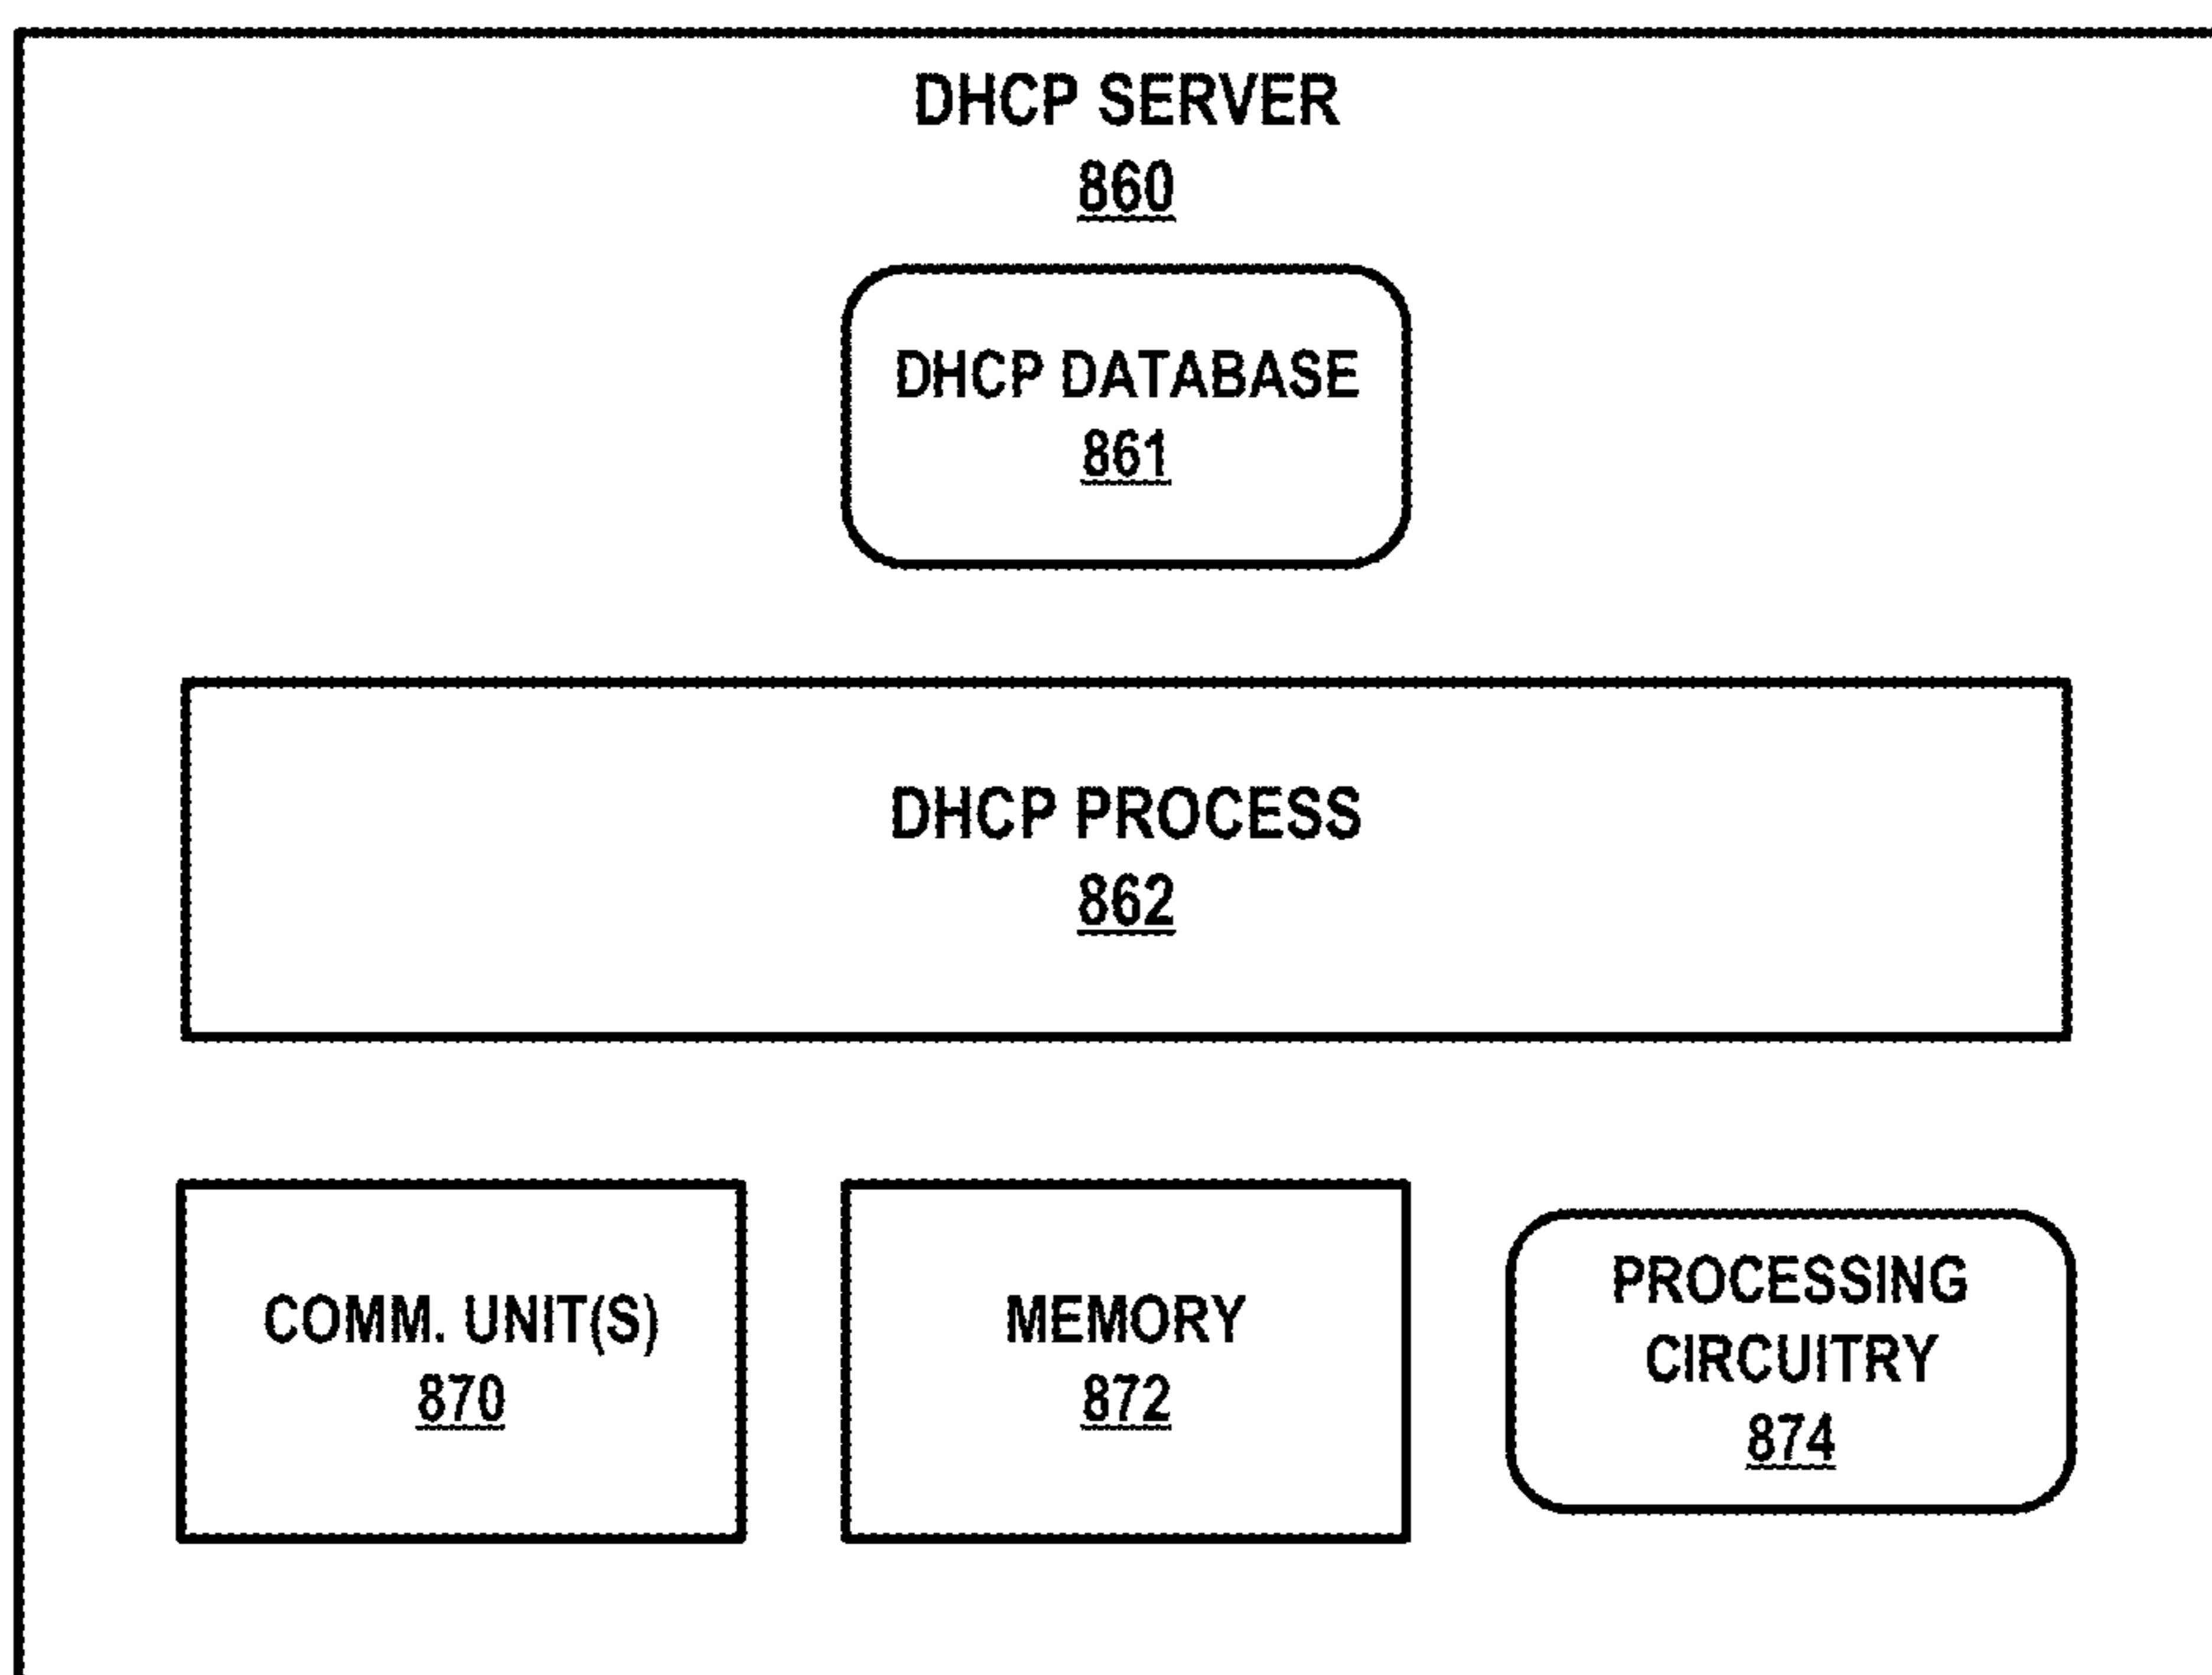 DHCP SERVER
860
DHCP DATABASE
861
DHCP PROCESS
862
COMM. UNIT(S)
870
MEMORY
872
PROCESSING
CIRCUITRY
874